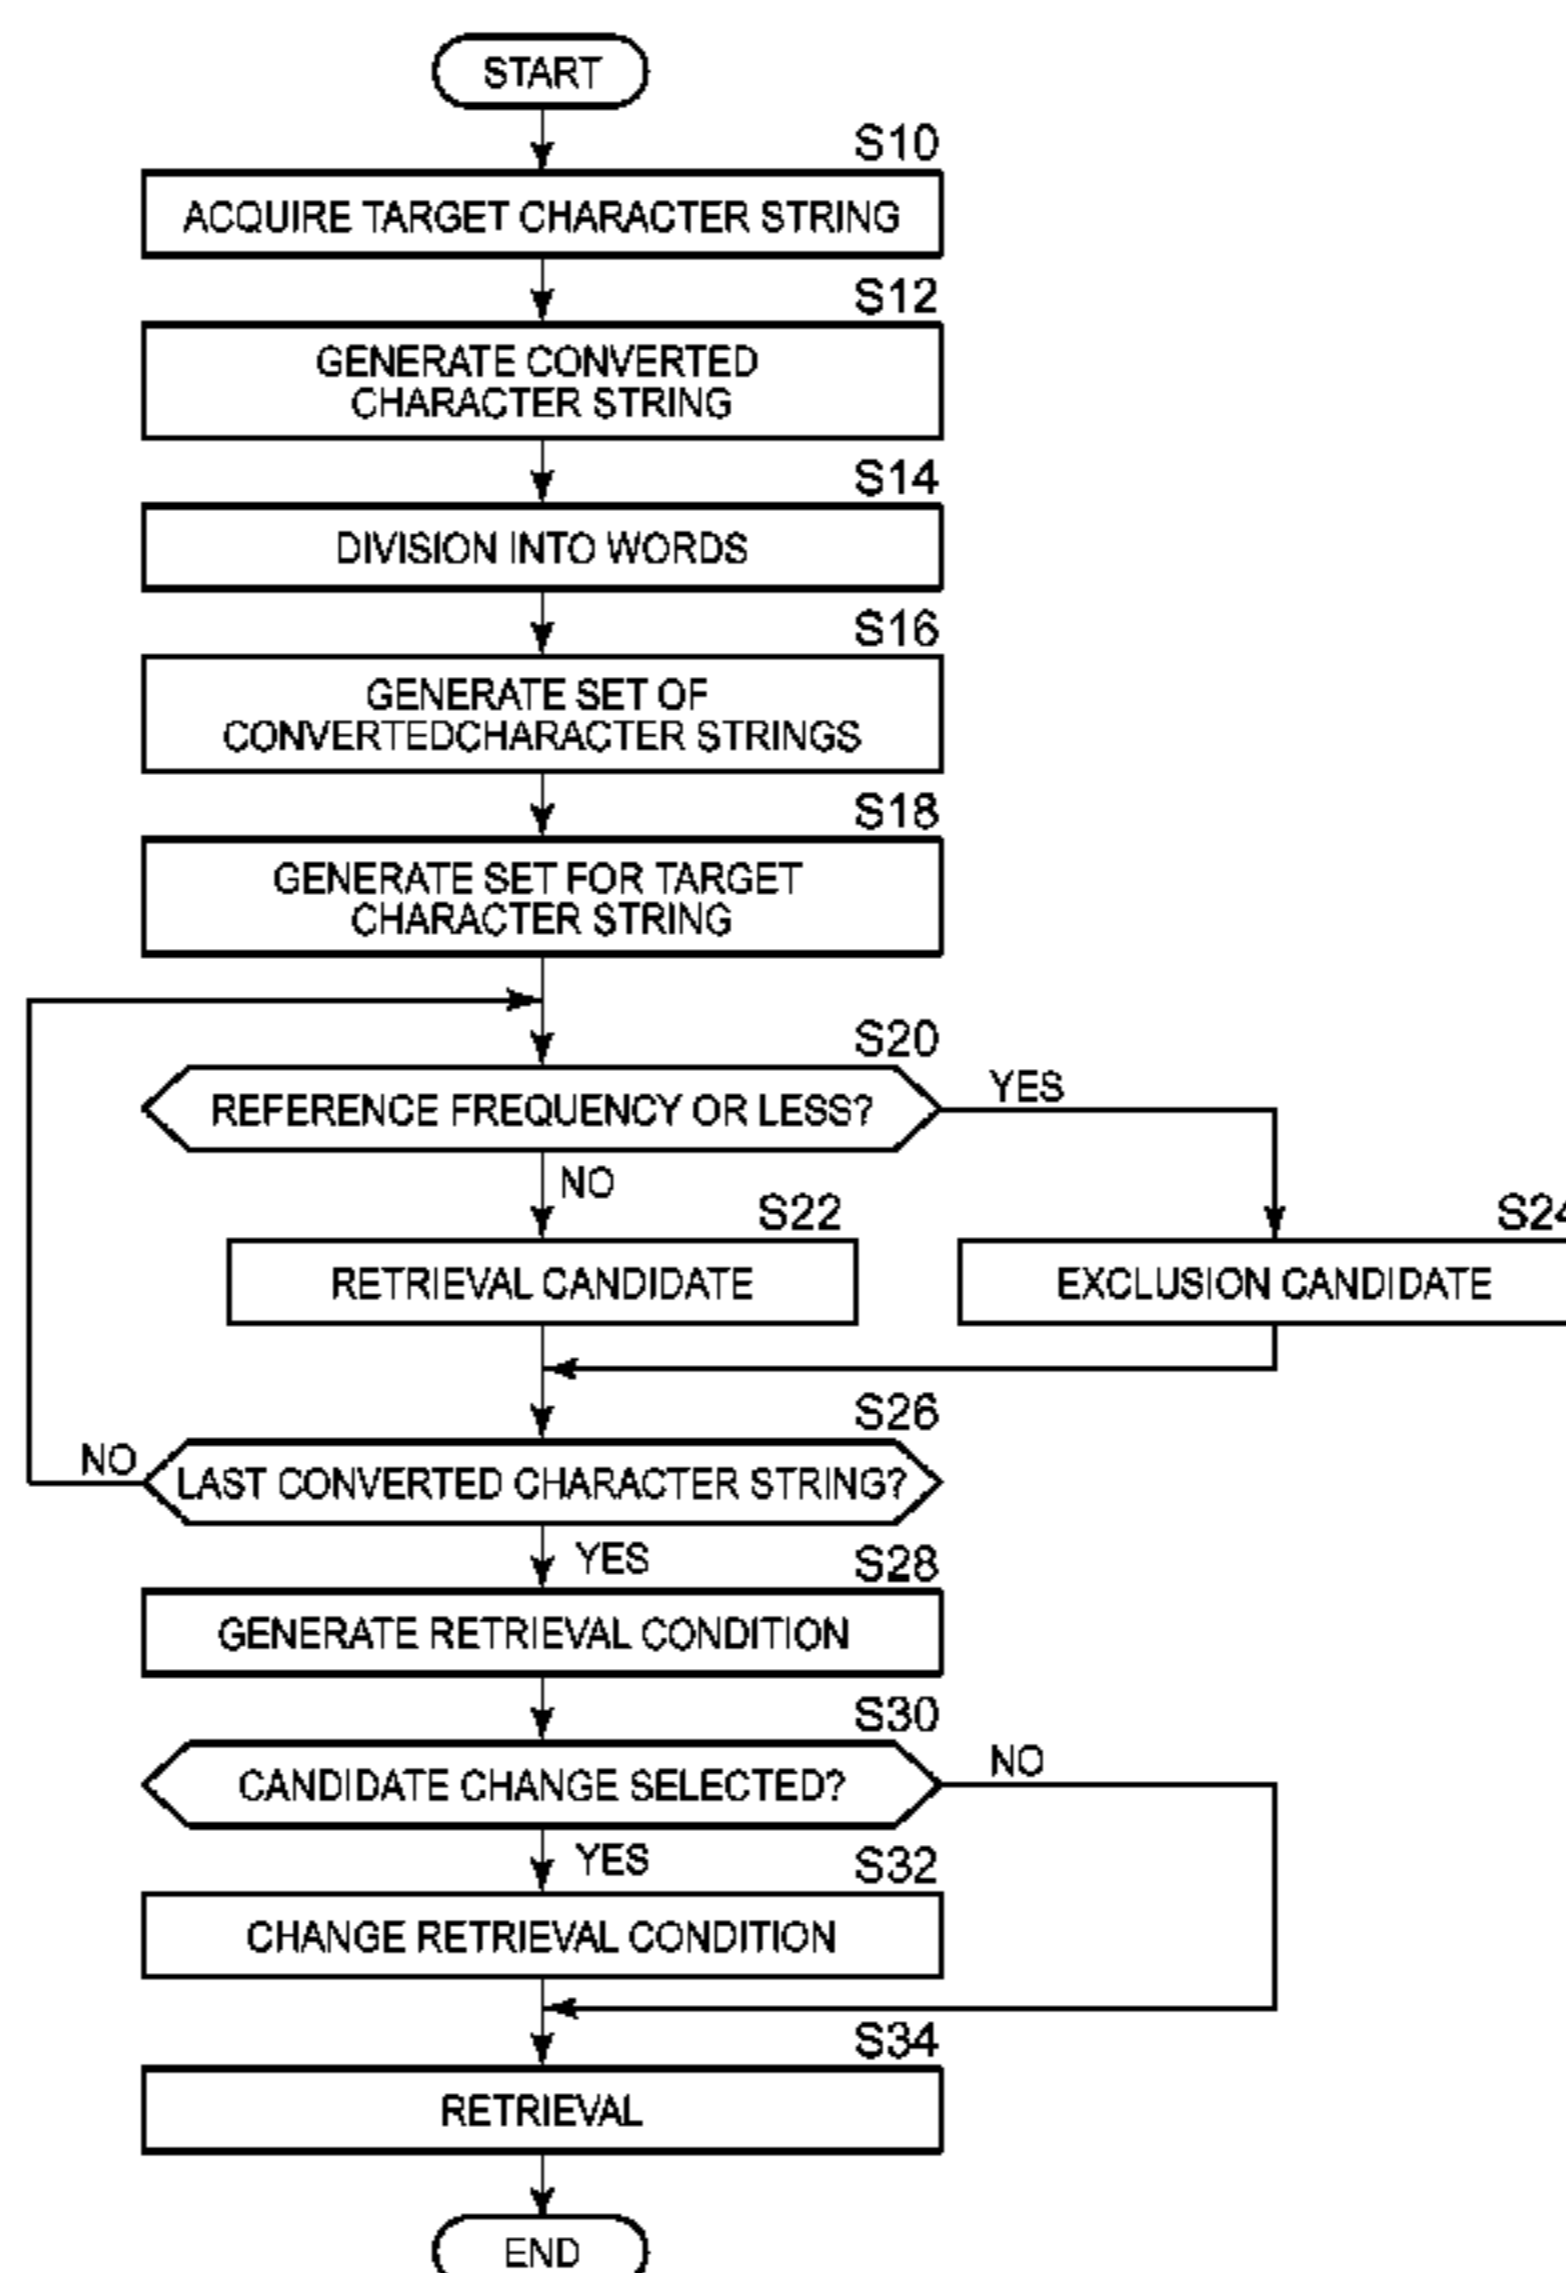 START
S10
ACQUIRE TARGET CHARACTER STRING
S12
GENERATE CONVERTED
CHARACTER STRING
S14
DIVISION INTO WORDS
S16
GENERATE SET OF
CONVERTEDCHARACTER STRINGS
S18
GENERATE SET FOR TARGET
CHARACTER STRING
S20
REFERENCE FREQUENCY OR LESS?
YES
NO
S22
S24
RETRIEVAL CANDIDATE
EXCLUSION CANDIDATE
S26
NO
LAST CONVERTED CHARACTER STRING?
YES
S28
GENERATE RETRIEVAL CONDITION
S30
CANDIDATE CHANGE SELECTED?
NO
YES
S32
CHANGE RETRIEVAL CONDITION
S34
RETRIEVAL
END